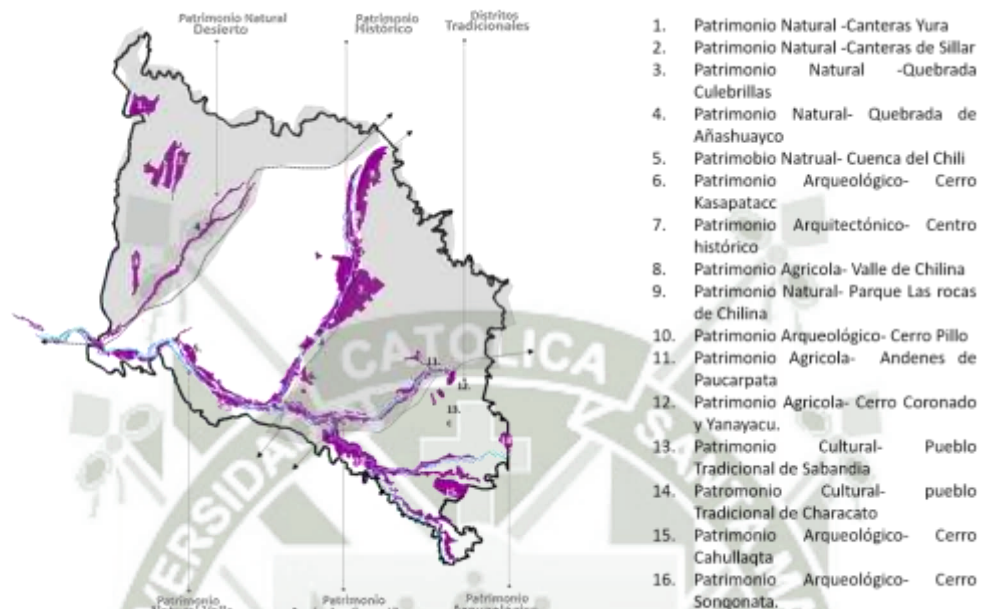 Patrimonio Natural
Desierto
Patrimonio
Histórico
Distritos
Tradicionales
1. Patrimonio Natural -Canteras Yura
2. Patrimonio Natural -Canteras de Sillar
3. Patrimonio Natural -Quebrada
Culebrillas
4. Patrimonio Natural- Quebrada de
Añashuayco
5. Patrimobio Natrual- Cuenca del Chili
6. Patrimonio Arqueológico- Cerro
Kasapatacc
7. Patrimonio Arquitectónico- Centro
histórico
8. Patrimonio Agricola- Valle de Chilina
9. Patrimonio Natural- Parque Las rocas
de Chilina
10. Patrimonio Arqueológico- Cerro Pillo
11. Patrimonio Agricola- Andenes de
Paucarpata
12. Patrimonio Agricola- Cerro Coronado
y Yanayacu.
13. Patrimonio Cultural- Pueblo
Tradicional de Sabandia
14. Patromonio Cultural- pueblo
Tradicional de Characato
15. Patrimonio Arqueológico- Cerro
Cahullaqta
16. Patrimonio Arqueológico- Cerro
Sonqonata.
4.
11.
12.
13.
CATOLICA
Patrimonio
Patrimonio
Patrimonio